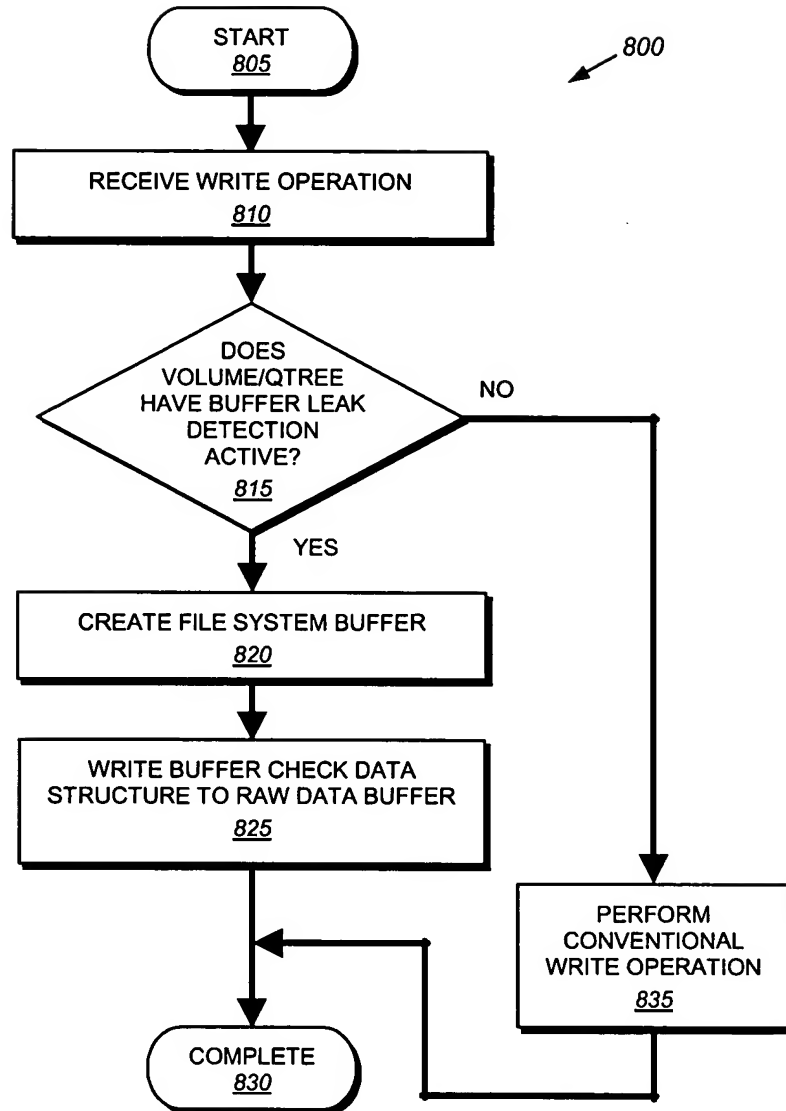 START
805
800
RECEIVE WRITE OPERATION
810
DOES
VOLUME/QTREE
HAVE BUFFER LEAK
DETECTION
ACTIVE?
815
NO
YES
CREATE FILE SYSTEM BUFFER
820
WRITE BUFFER CHECK DATA
STRUCTURE TO RAW DATA BUFFER
825
PERFORM
CONVENTIONAL
WRITE OPERATION
835
COMPLETE
830